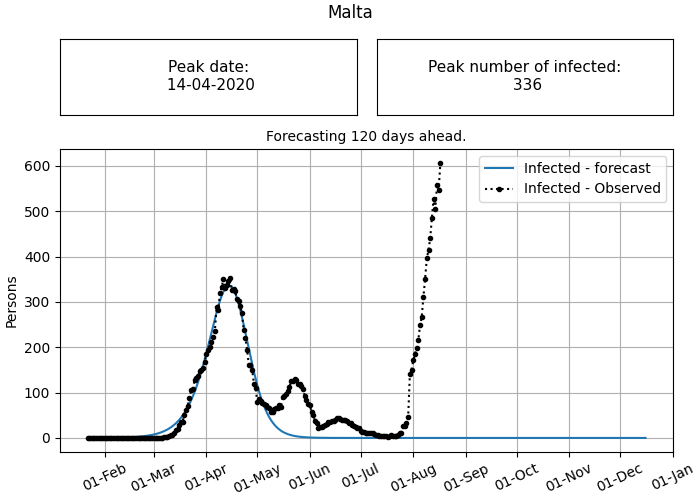 Malta
Peak date:
14-04-2020
Peak number of infected:
336
Forecasting 120 days ahead.
Infected - forecast
Infected - Observed
Persons
600
500
400
300
200
100
0
01-Feb
01-Mar
01-Apr
01-May
01-Jun
01-Jul
01-Aug
01-Sep
01-Oct
01-Nov
01-Dec
01-Jan